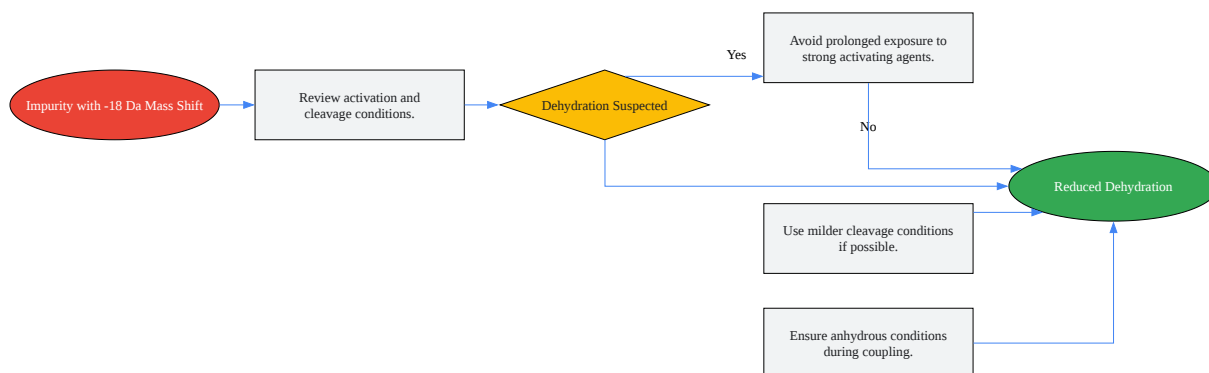 Impurity with -18 Da Mass Shift
Review activation and
cleavage conditions.
Dehydration Suspected
Yes
Avoid prolonged exposure to
strong activating agents.
No
Reduced Dehydration
Use milder cleavage conditions
if possible.
Ensure anhydrous conditions
during coupling.